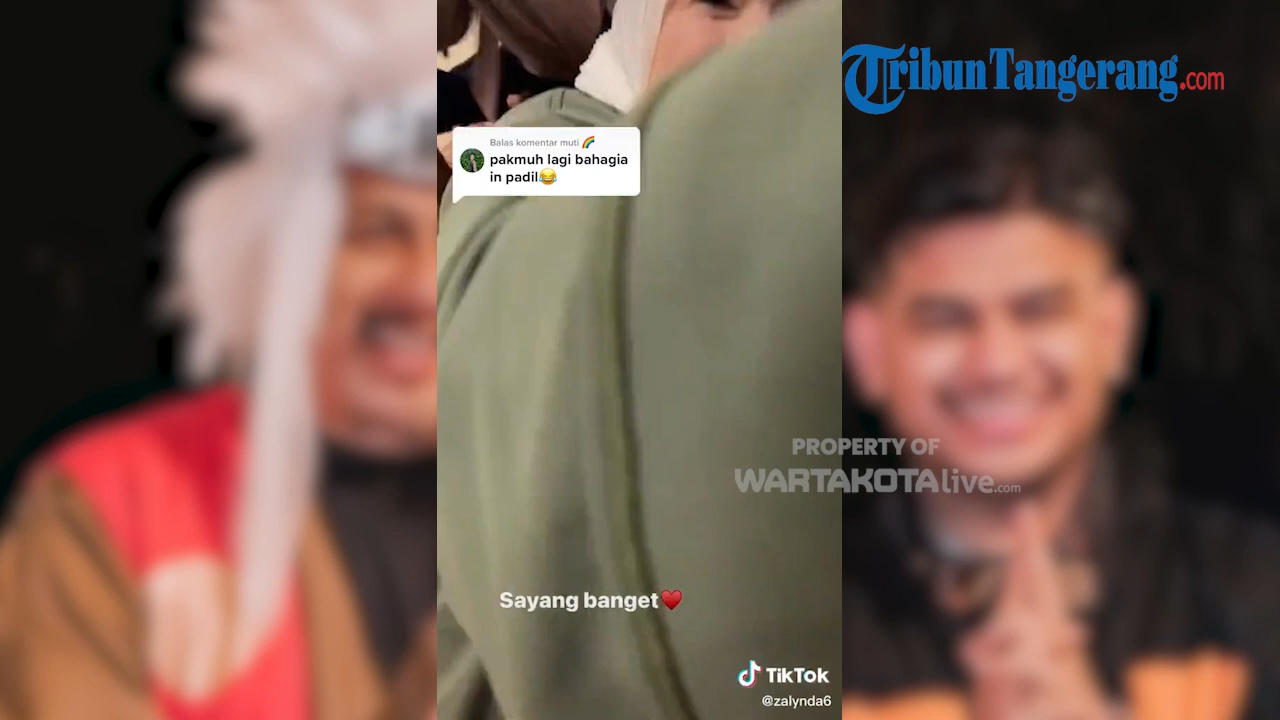 TribunTangerang.com
Balas komentar muti 🌈
pakmuh lagi bahagia
in padil😂
PROPERTY OF
WARTAKOTAlive.com
Sayang banget♥️
TikTok
@zalynda6